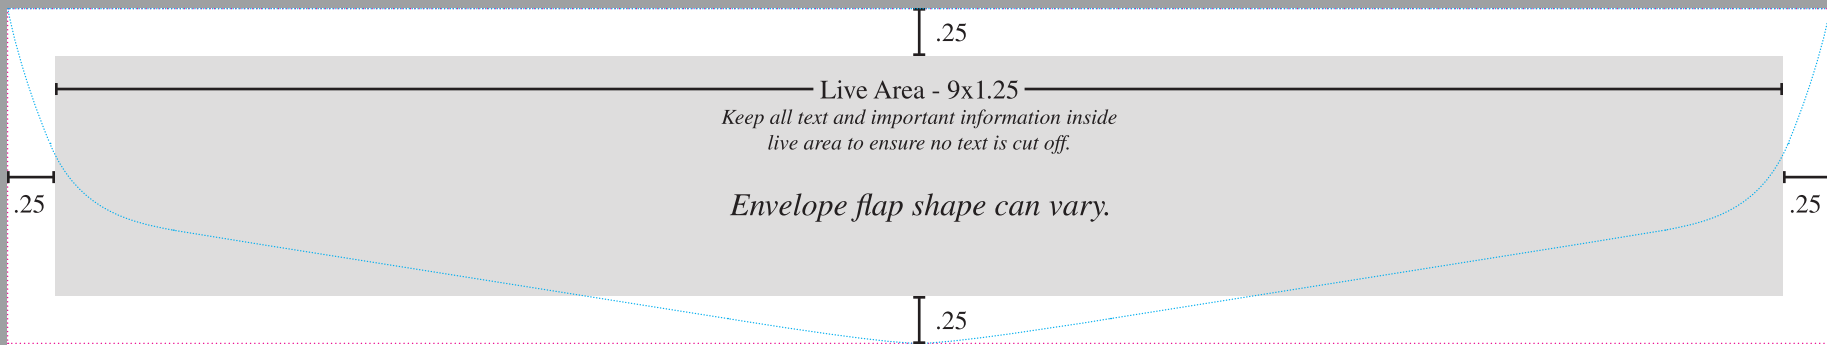 .25
Live Area - 9x1.25
Keep all text and important information inside
live area to ensure no text is cut off.
.25
Envelope flap shape can vary.
.25
.25